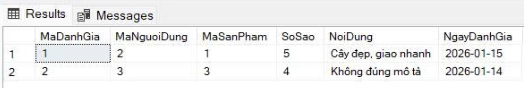 Results Messages
MaDanhGia MaNguoiDung MaSanPham SoSao NoiDung NgayDanhGia
1 1 2 1 5 Cây đẹp, giao nhanh 2026-01-15
2 2 3 3 4 Không đúng mô tả 2026-01-14